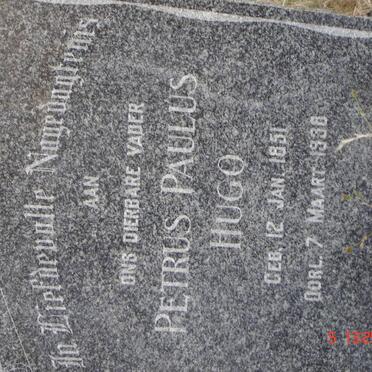 In Liefdevolle Nagedagtenis
AAN
ONS DIERBARE VADER
PETRUS PAULUS
HUGO
GEB. 12 JAN. 1851
OORL. 7 MAART 1938